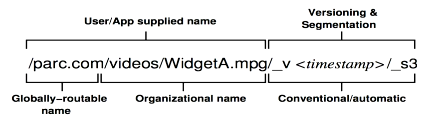 User/App supplied name
Versioning &
Segmentation
/parc.com/videos/WidgetA.mpg/_v <timestamp>/_s3
Globally–routable
name
Organizational name
Conventional/automatic